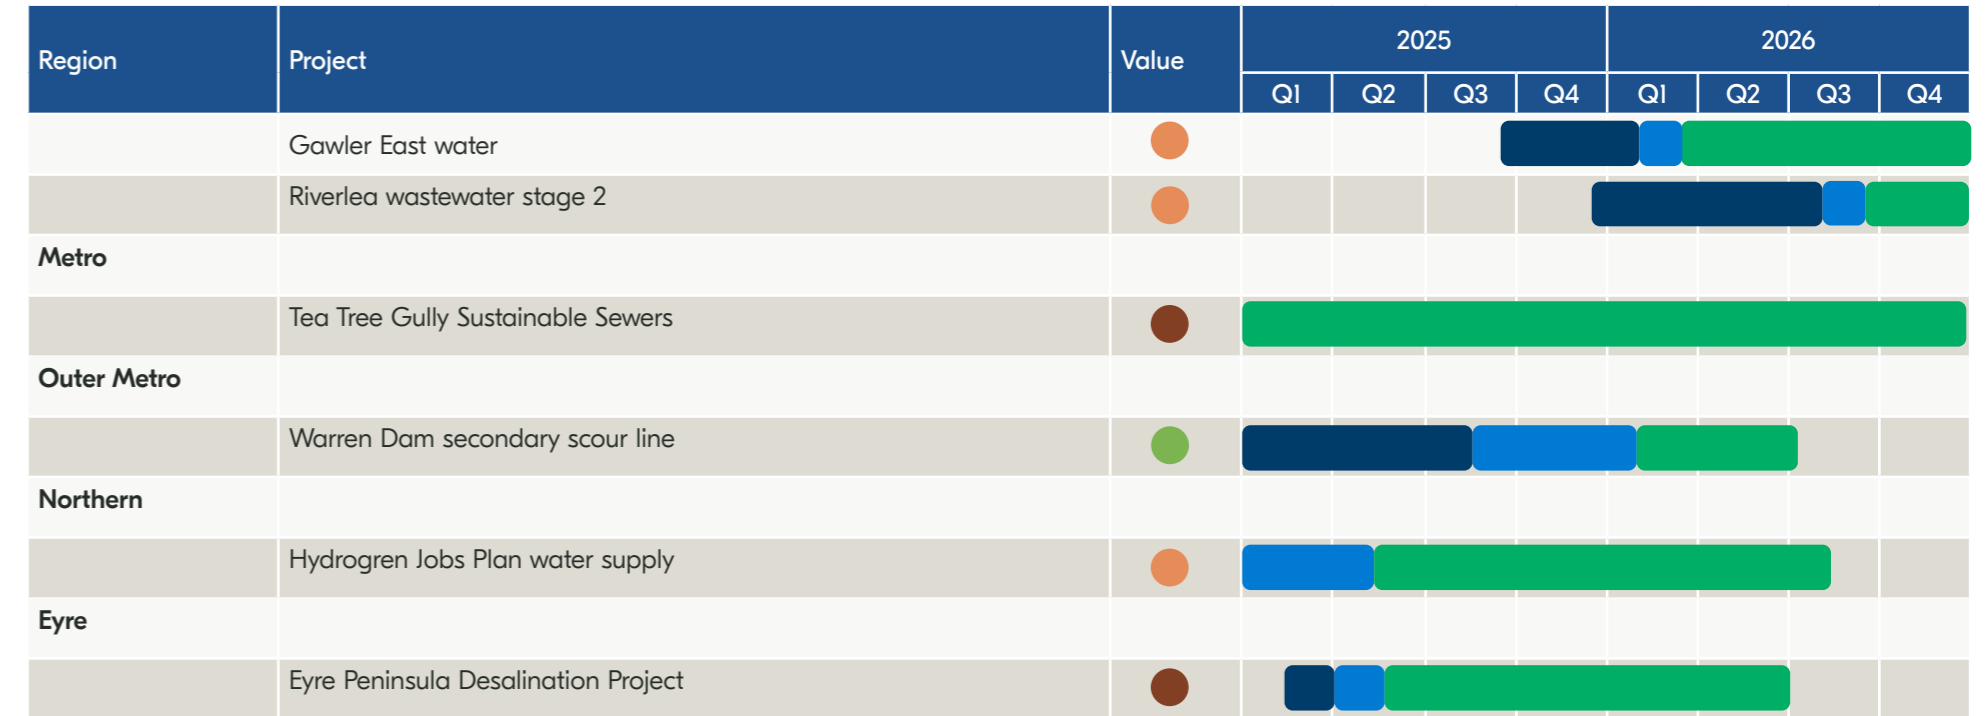 Region Project Value 2025 2026
Q1 Q2 Q3 Q4 Q1 Q2 Q3 Q4
Gawler East water
Riverlea wastewater stage 2
Metro
Tea Tree Gully Sustainable Sewers
Outer Metro
Warren Dam secondary scour line
Northern
Hydrogren Jobs Plan water supply
Eyre
Eyre Peninsula Desalination Project